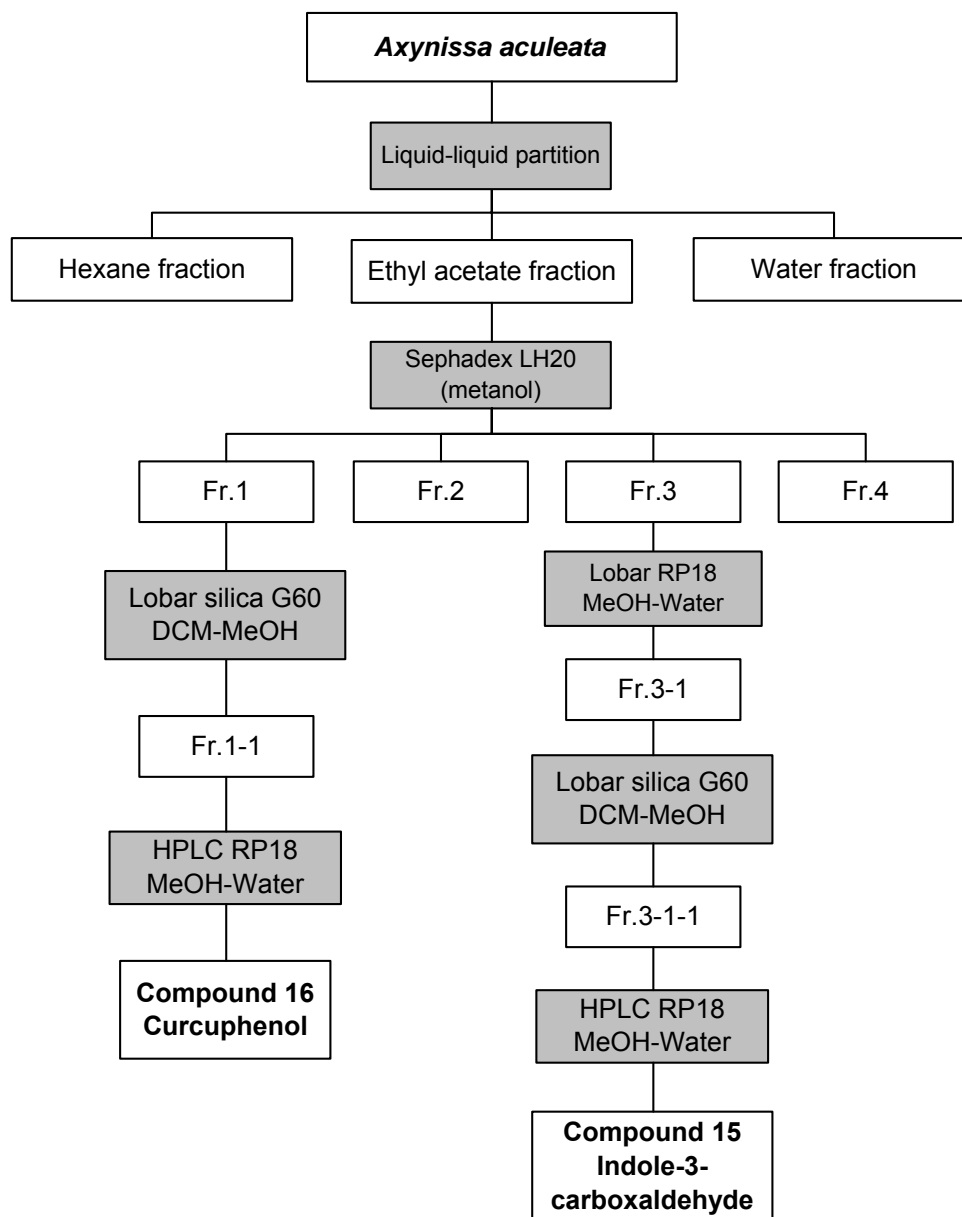 Axynissa aculeata
Liquid-liquid partition
Hexane fraction
Ethyl acetate fraction
Water fraction
Sephadex LH20
(metanol)
Fr.1
Fr.2
Fr.3
Fr.4
Lobar silica G60
DCM-MeOH
Lobar RP18
MeOH-Water
Fr.1-1
Fr.3-1
HPLC RP18
MeOH-Water
Lobar silica G60
DCM-MeOH
Compound 16
Curcuphenol
Fr.3-1-1
HPLC RP18
MeOH-Water
Compound 15
Indole-3-
carboxaldehyde